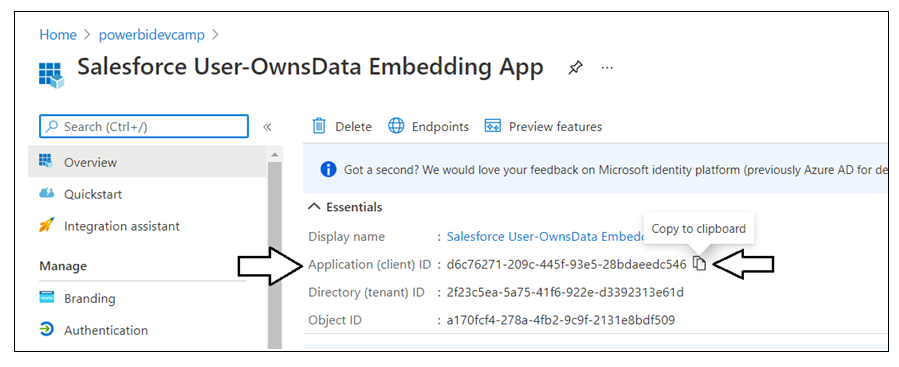 Home > powerbidevcamp >
Salesforce User-OwnsData Embedding App
Search (Ctrl+/)
Overview
Quickstart
Integration assistant
Manage
Branding
Authentication
Delete Endpoints Preview features
Got a second? We would love your feedback on Microsoft identity platform (previously Azure AD for de
Essentials
Copy to clipboard
Display name : Salesforce User-OwnsData Embedd
Application (client) ID : d6c76271-209c-445f-93e5-28bdaeedc546
Directory (tenant) ID : 2f23c5ea-5a75-41f6-922e-d3392313e61d
Object ID : a170fcf4-278a-4fb2-9c9f-2131e8bdf509